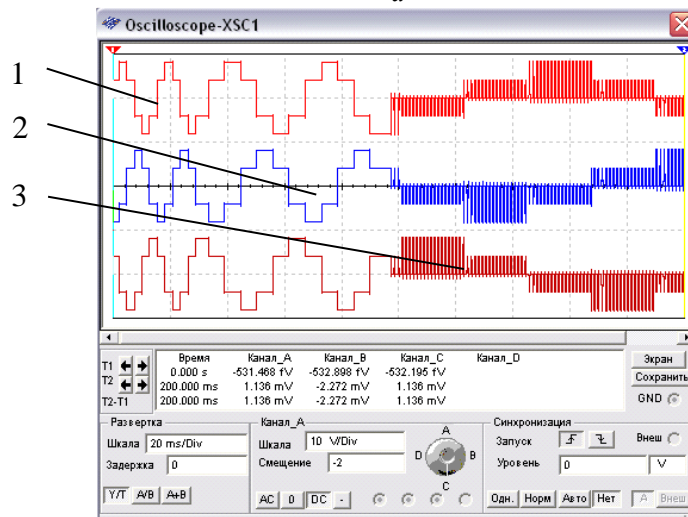 Oscilloscope-XSC1
1
2
3
Время Канал_A Канал_B Канал_C Канал_D
T1 0.000 s -531.468 fV -532.898 fV -532.195 fV
T2 200.000 ms 1.136 mV -2.272 mV 1.136 mV
T2-T1 200.000 ms 1.136 mV -2.272 mV 1.136 mV
Экран
Сохранить
GND
Развертка
Шкала 20 ms/Div
Задержка 0
Y/T A/B A+B
Канал_A
Шкала 10 V/Div
Смещение -2
AC 0 DC -
A
B
C
D
Синхронизация
Запуск Внеш
Уровень 0 V
Одн. Норм Авто Нет A Внеш